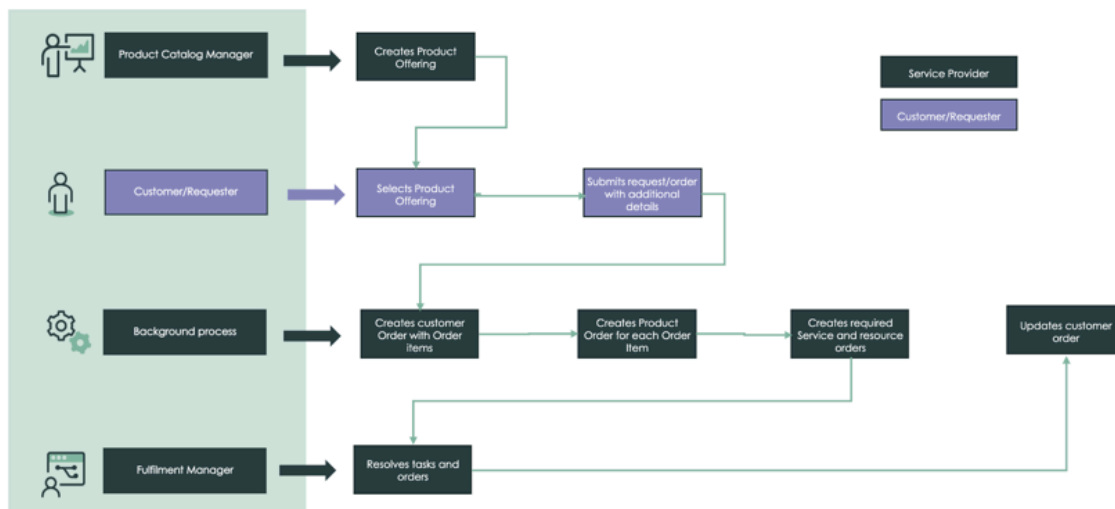 Product Catalog Manager
Creates Product
Offering
Service Provider
Customer/Requester
Customer/Requester
Selects Product
Offering
Submits request/order
with additional
details
Background process
Creates customer
Order with Order
items
Creates Product
Order for each Order
Item
Creates required
Service and resource
orders
Updates customer
order
Fulfilment Manager
Resolves tasks and
orders